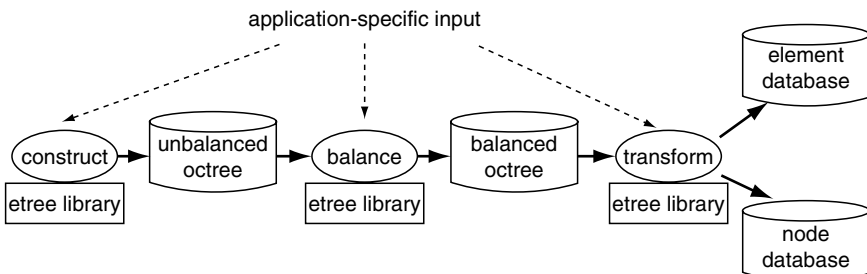 application-specific input
element
database
construct
unbalanced
octree
balance
balanced
octree
transform
etree library
etree library
etree library
node
database